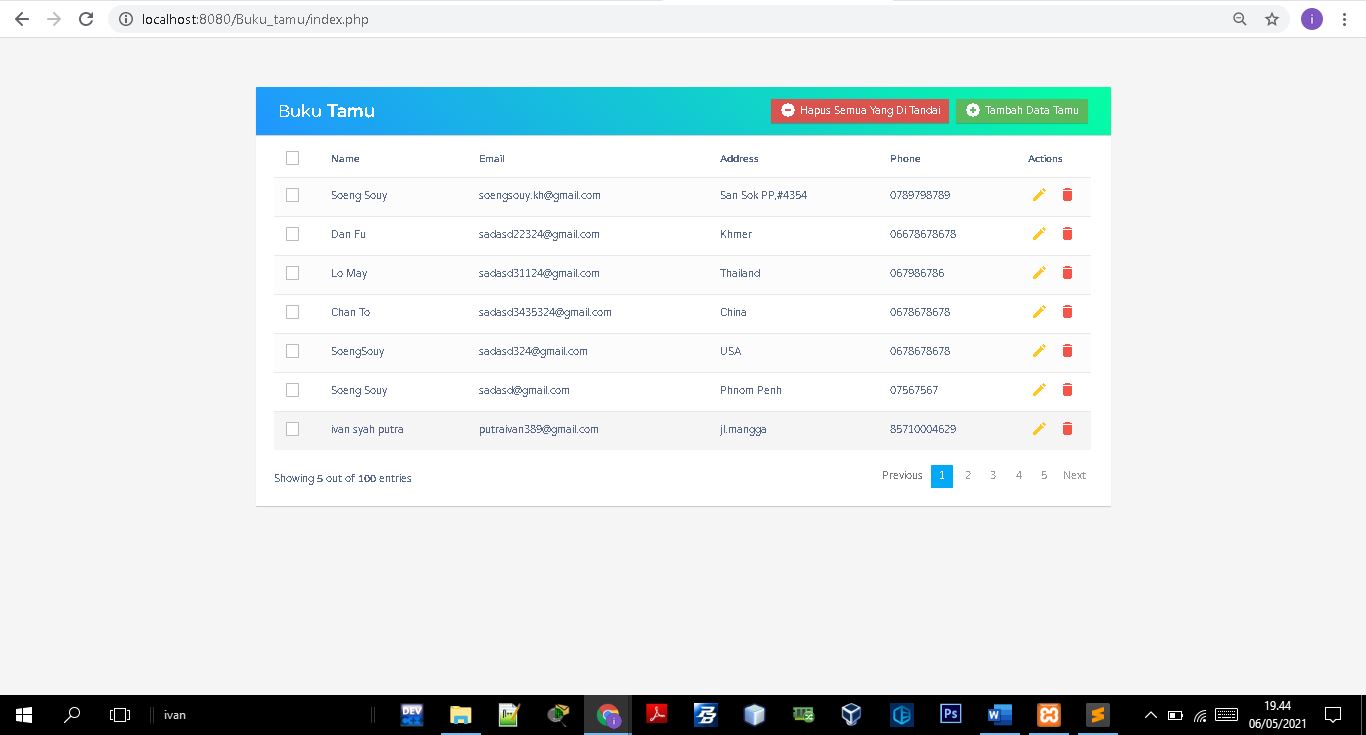 localhost:8080/Buku_tamu/index.php
i
Buku Tamu
Hapus Semua Yang Di Tandai
Tambah Data Tamu
Name Email Address Phone Actions
Soeng Souy soengsouy.kh@gmail.com San Sok PP,#4354 0789798789
Dan Fu sadasd22324@gmail.com Khmer 06678678678
Lo May sadasd31124@gmail.com Thailand 067986786
Chan To sadasd3435324@gmail.com China 0678678678
SoengSouy sadasd324@gmail.com USA 0678678678
Soeng Souy sadasd@gmail.com Phnom Penh 07567567
ivan syah putra putraivan389@gmail.com jl.mangga 85710004629
Showing 5 out of 100 entries
Previous 1 2 3 4 5 Next
ivan
DEV
Ps
19.44
06/05/2021